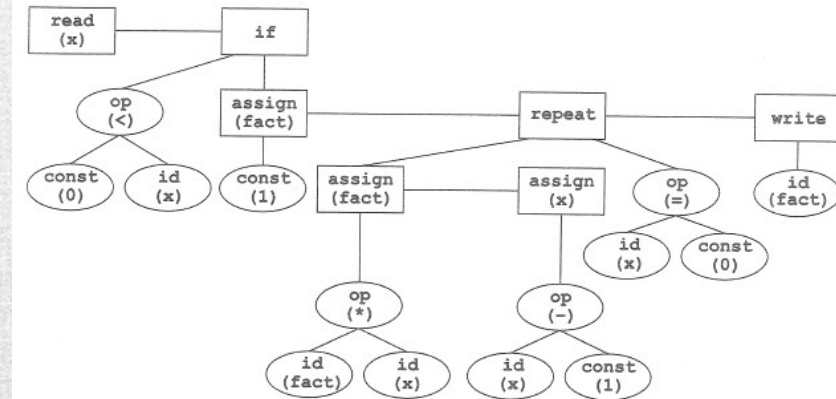 read
(x)
if
op
(<)
assign
(fact)
repeat
write
const
(0)
id
(x)
const
(1)
assign
(fact)
assign
(x)
op
(=)
id
(fact)
id
(x)
const
(0)
op
(*)
op
(-)
id
(fact)
id
(x)
id
(x)
const
(1)